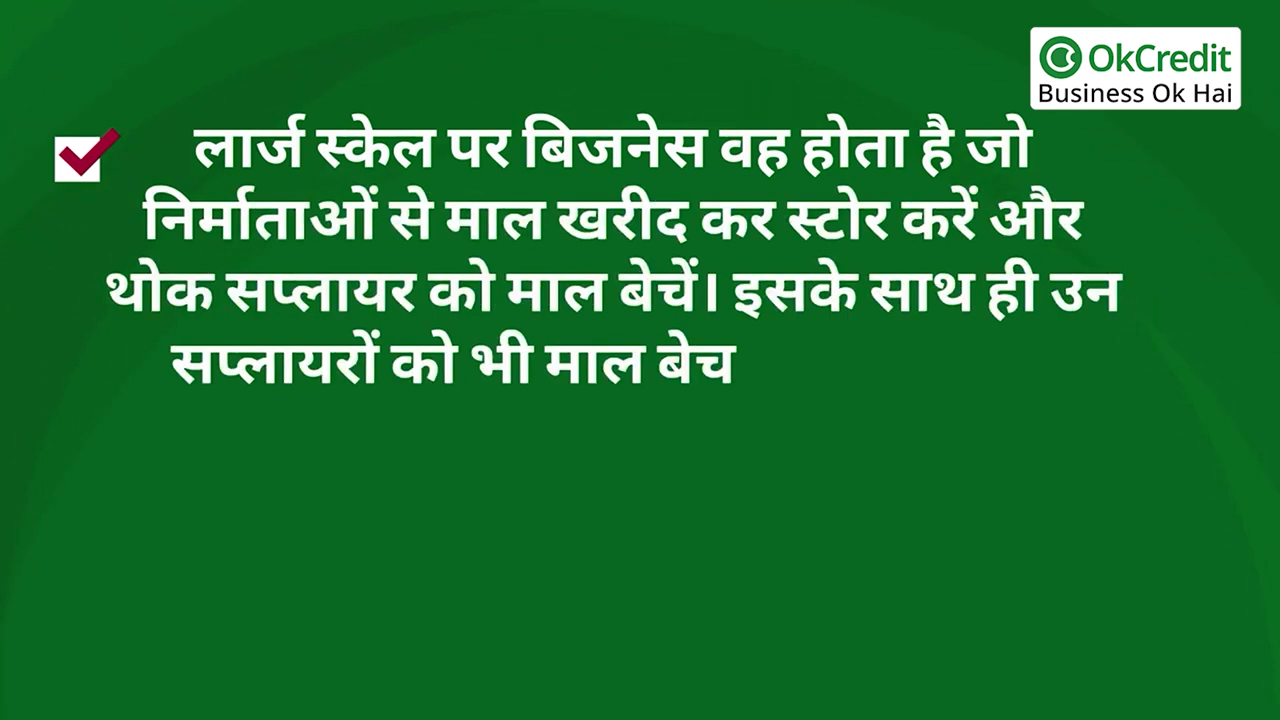 OkCredit
Business Ok Hai
लार्ज स्केल पर बिजनेस वह होता है जो
निर्माताओं से माल खरीद कर स्टोर करें और
थोक सप्लायर को माल बेचें। इसके साथ ही उन
सप्लायरों को भी माल बेच